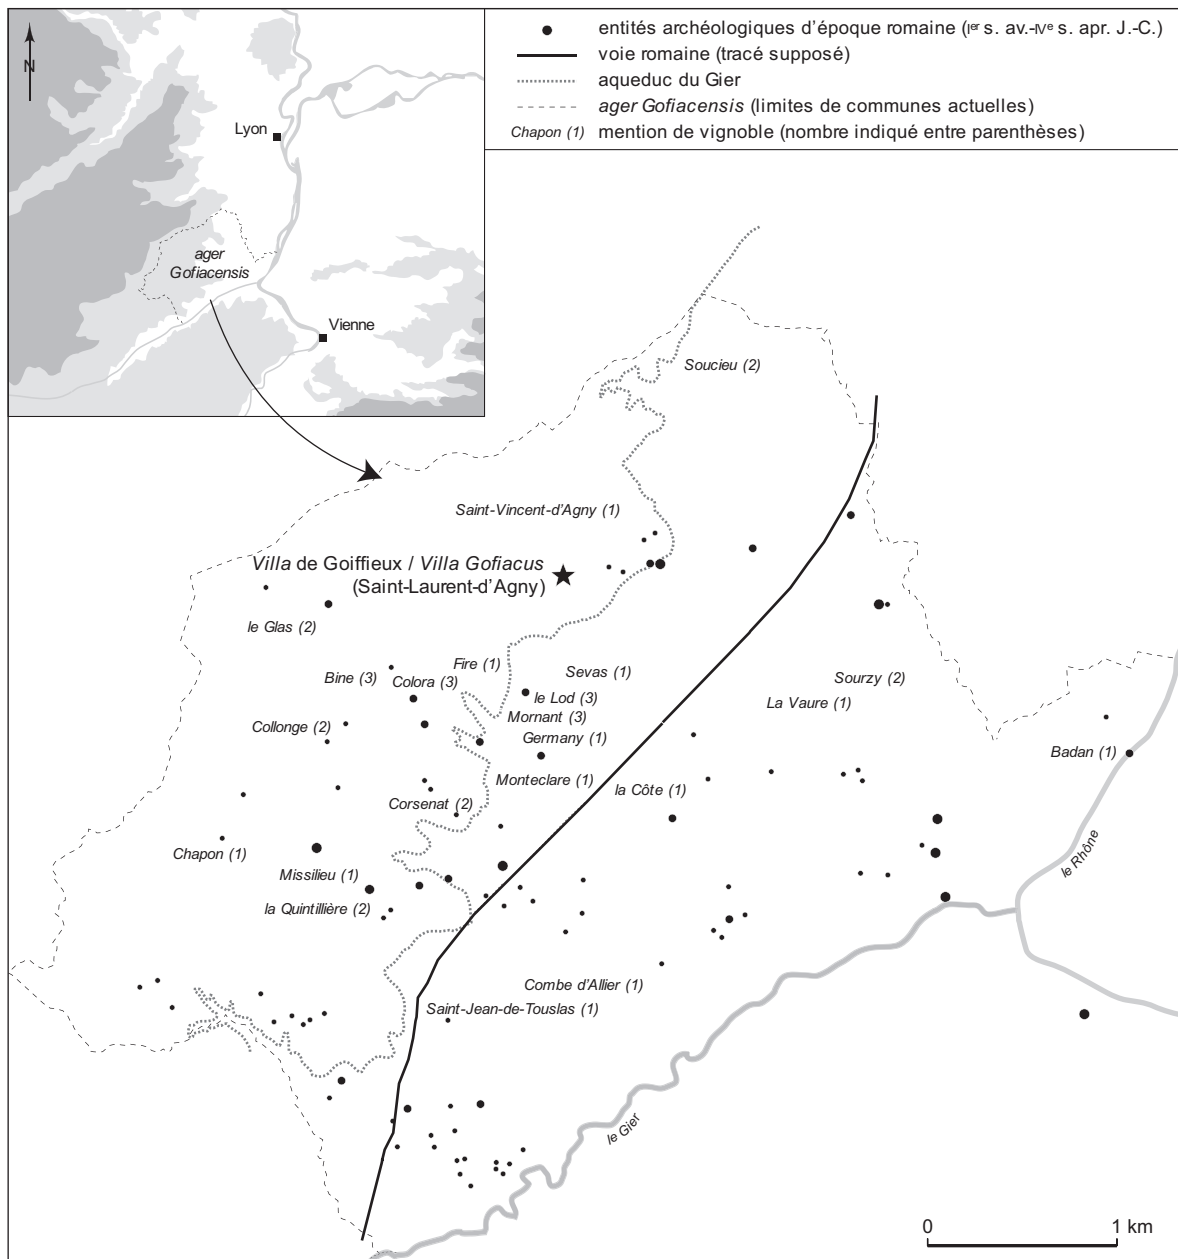 N
Lyon
ager
Gofiacensis
Vienne
entités archéologiques d'époque romaine (Ier s. av.-IVe s. apr. J.-C.)
voie romaine (tracé supposé)
aqueduc du Gier
ager Gofiacensis (limites de communes actuelles)
Chapon (1) mention de vignoble (nombre indiqué entre parenthèses)
Soucieu (2)
Saint-Vincent-d'Agny (1)
Villa de Goiffieux / Villa Gofiacus
(Saint-Laurent-d'Agny)
le Glas (2)
Fire (1)
Sevas (1)
Bine (3)
Colora (3)
Sourzy (2)
le Lod (3)
La Vaure (1)
Mornant (3)
Collonge (2)
Germany (1)
Badan (1)
Monteclare (1)
la Côte (1)
Corsenat (2)
Chapon (1)
le Rhône
Missilieu (1)
la Quintillière (2)
Combe d'Allier (1)
Saint-Jean-de-Touslas (1)
le Gier
0 1 km